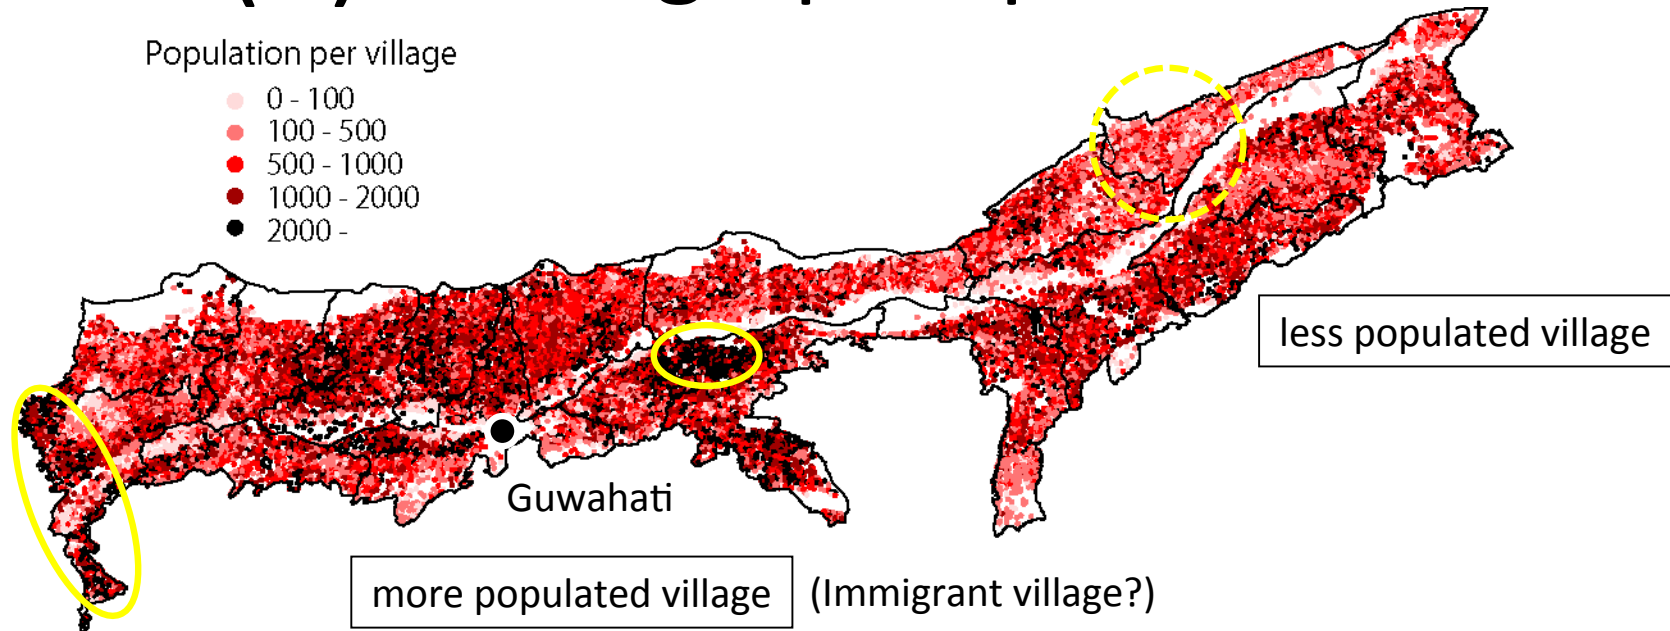 Population per village
0 - 100
100 - 500
500 - 1000
1000 - 2000
2000 -
less populated village
Guwahati
more populated village (Immigrant village?)